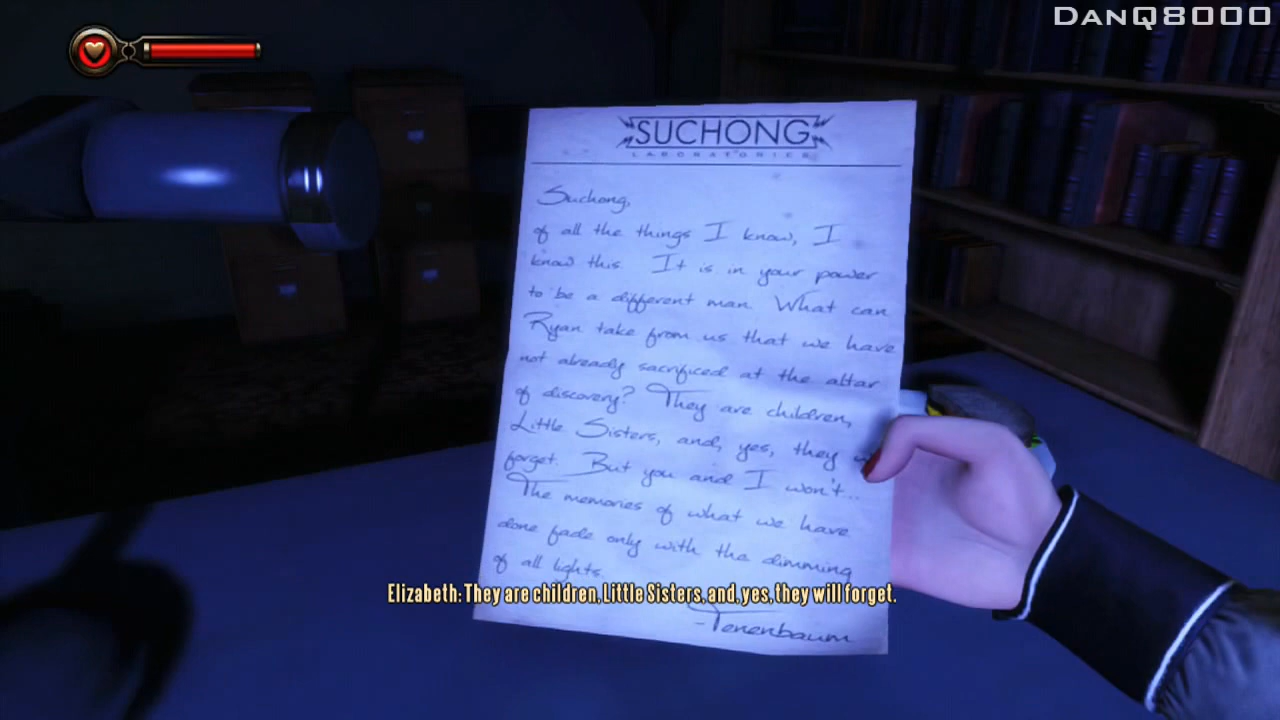 DANQ8000
SUCHONG
LABORATORIES
Suchong,
of all the things I know, I
know this. It is in your power
to be a different man. What can
Ryan take from us that we have
not already sacrificed at the altar
of discovery? They are children,
Little Sisters, and, yes, they
forget. But you and I won't...
The memories of what we have
done fade only with the dimming
of all lights.
Elizabeth: They are children, Little Sisters, and, yes, they will forget.
-Tenenbaum